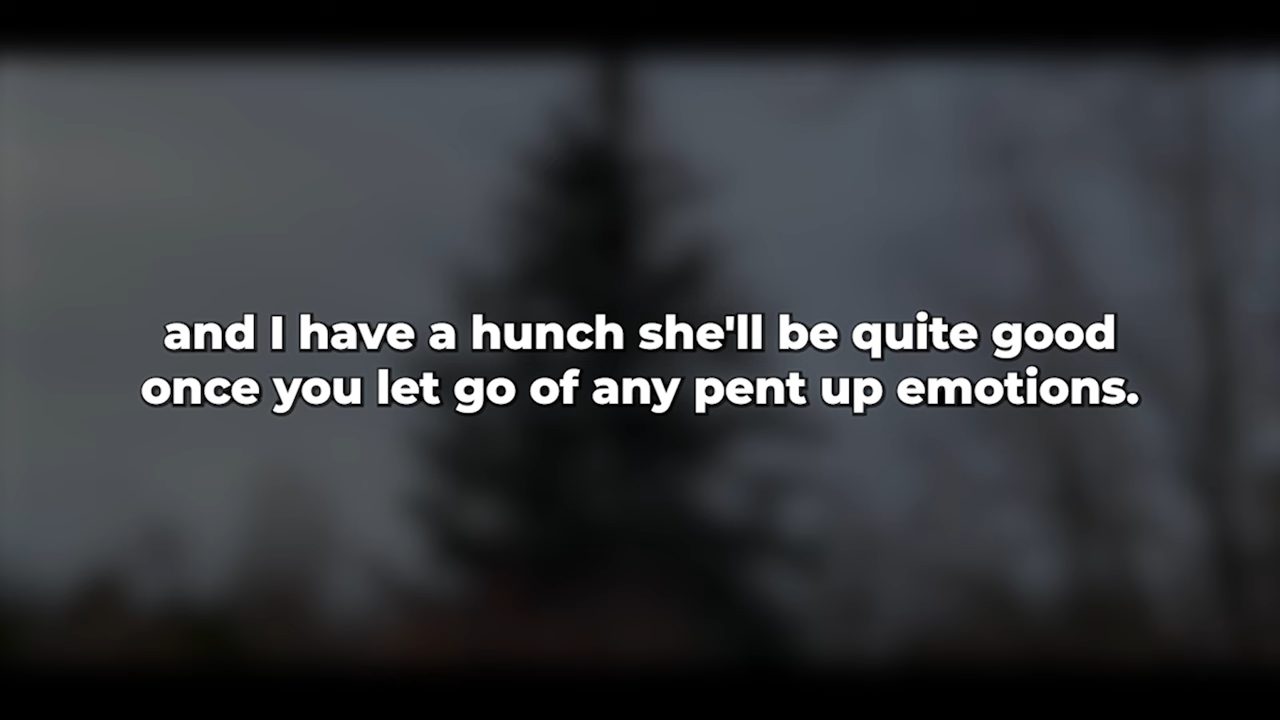 and I have a hunch she'll be quite good
once you let go of any pent up emotions.